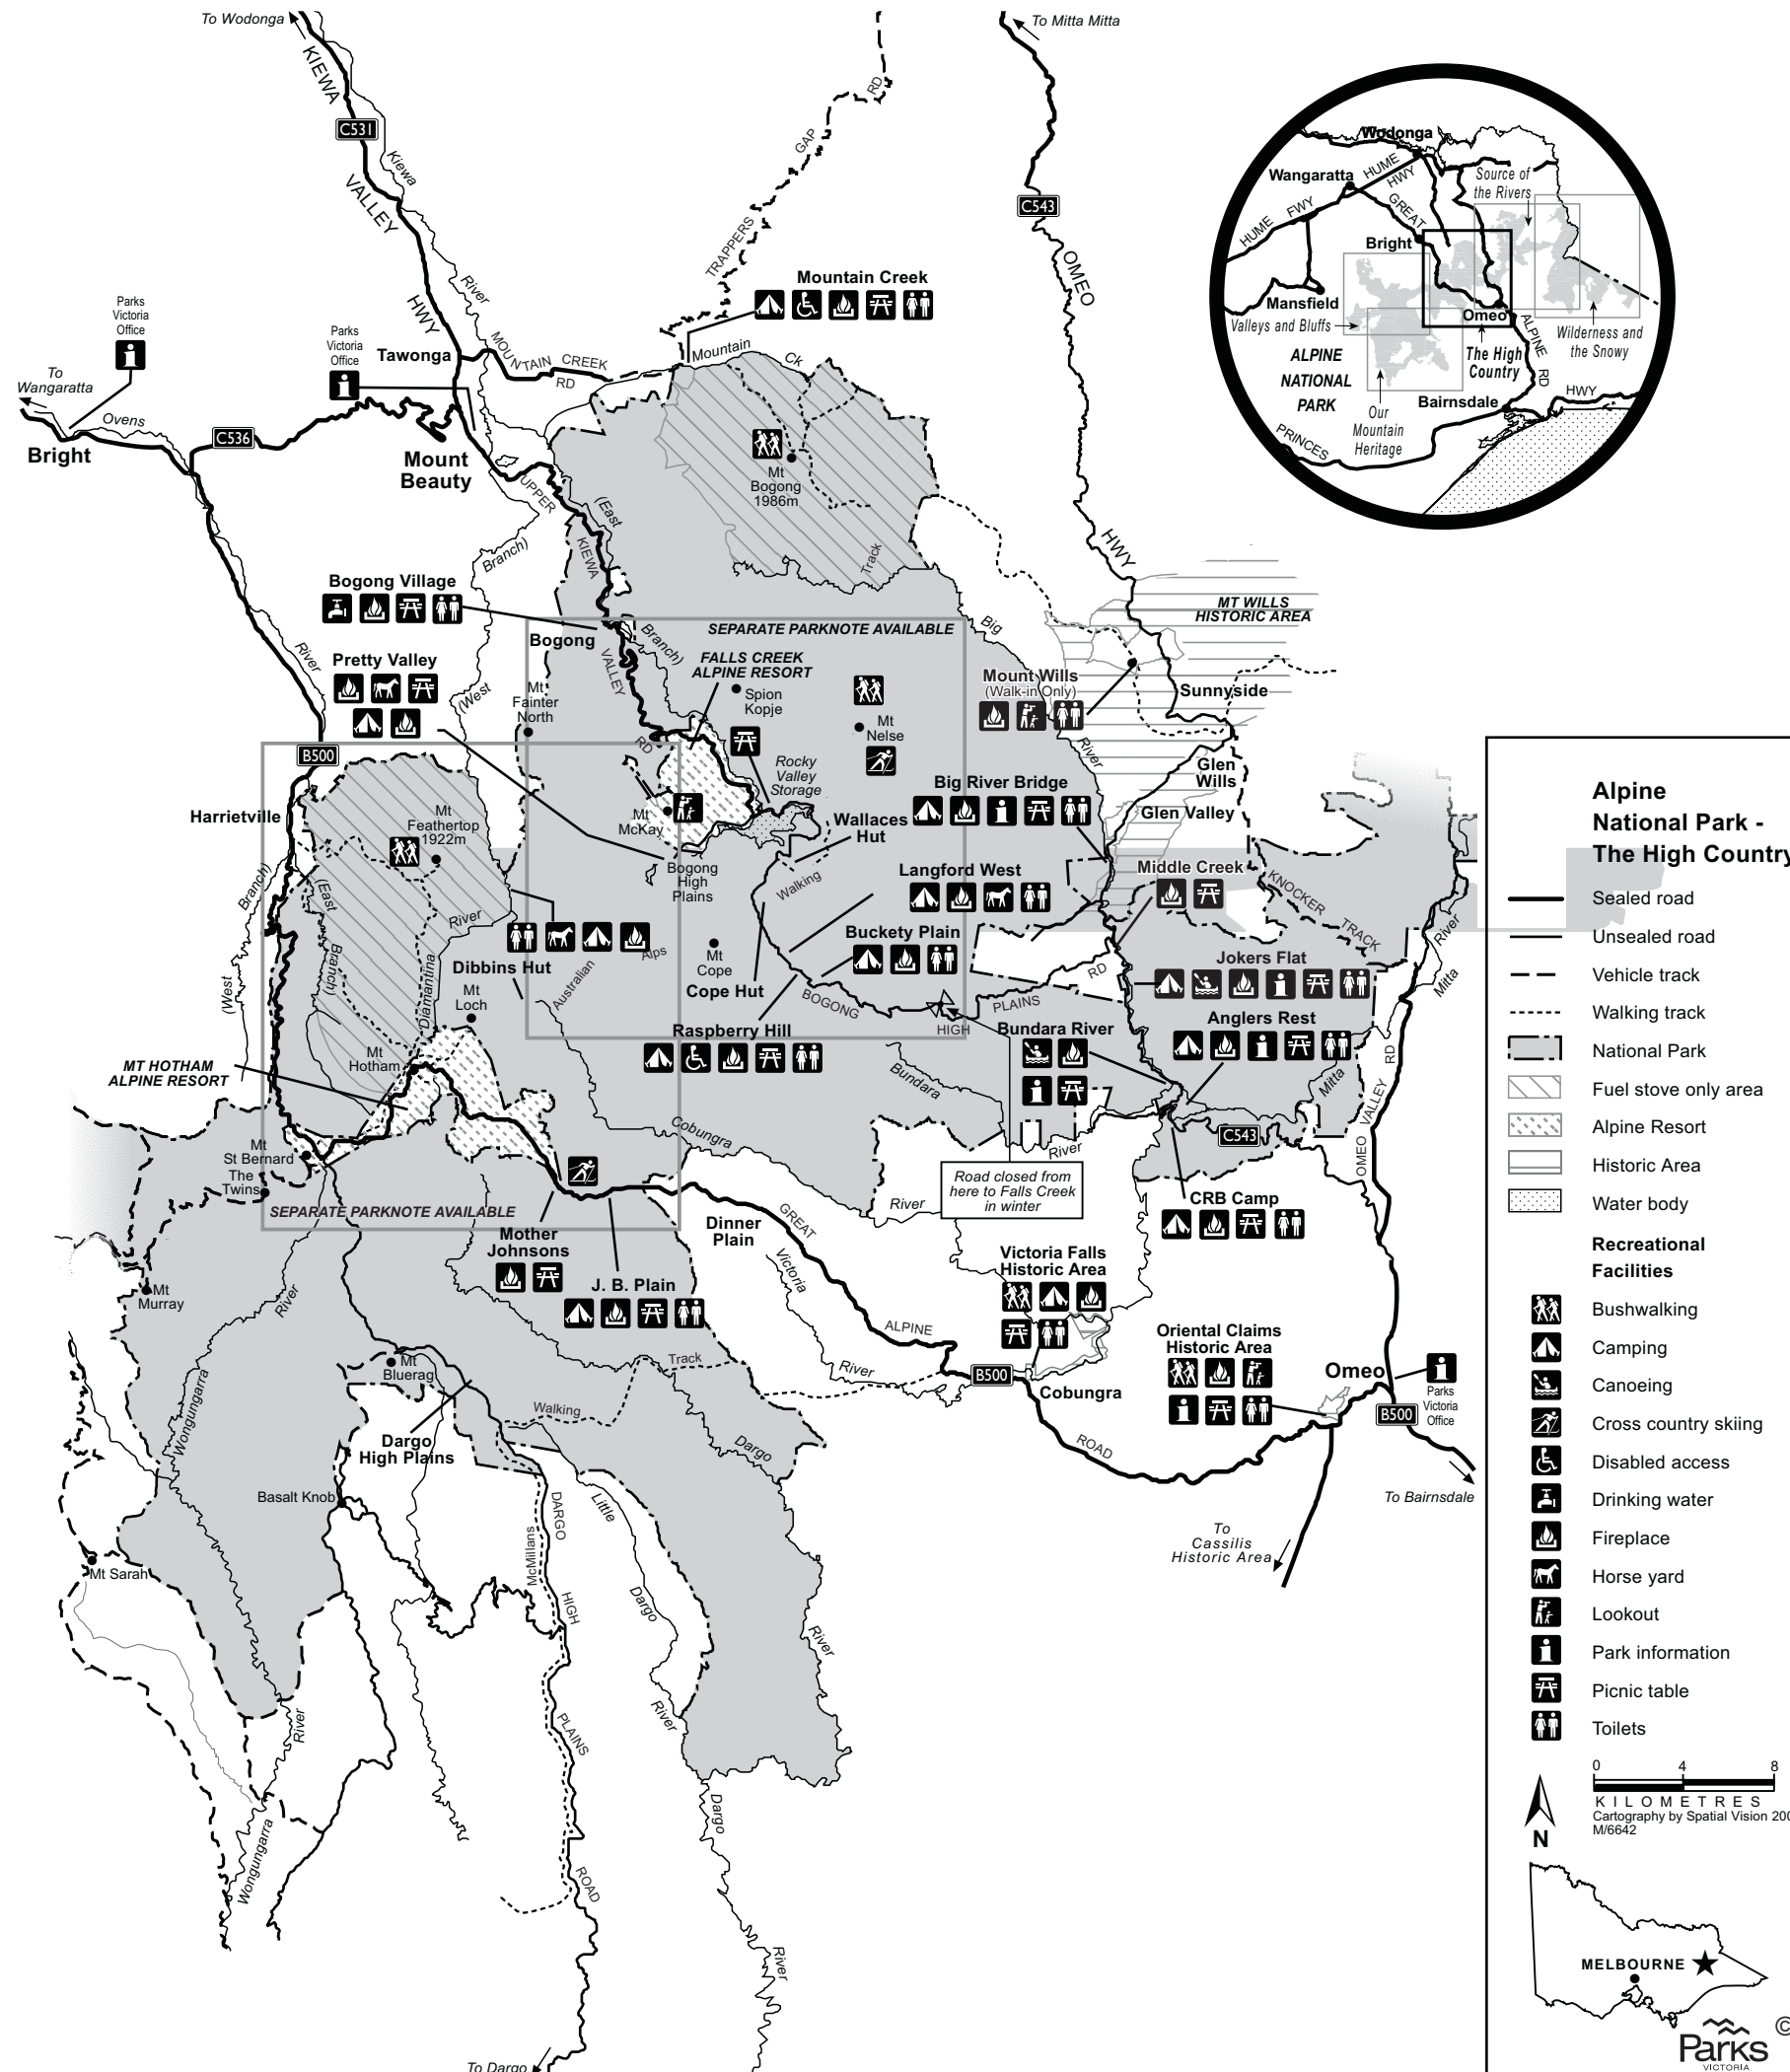 To Wodonga
To Mitta Mitta
KIEWA
C531
Kiewa
VALLEY
River
HWY
RD
GAP
TRAPPERS
C543
OMEO
HWY
Mountain Creek
Parks
Victoria
Office
Parks
Victoria
Office
Tawonga
MOUNTAIN CREEK
RD
Mountain
Ck
To
Wangaratta
Ovens
Bright
C536
Mount
Beauty
UPPER
KIEWA
VALLEY
RD
(East
Branch)
Mt
Bogong
1986m
Track
Branch)
(West
River
Bogong Village
Bogong
SEPARATE PARKNOTE AVAILABLE
FALLS CREEK
ALPINE RESORT
Pretty Valley
Mt
Fainter
North
Spion
Kopje
Mt
Nelse
Big
River
MT WILLS
HISTORIC AREA
Mount Wills
(Walk-in Only)
Sunnyside
Glen
Wills
Glen Valley
Rocky
Valley
Storage
Big River Bridge
Wallaces
Hut
Mt
McKay
Bogong
High
Plains
Walking
Langford West
Middle Creek
KNOCKER
TRACK
River
Mitta
B500
Harrietville
Mt
Feathertop
1922m
Branch)
(West
(East
Branch)
River
Diamantina
Dibbins Hut
Australian
Alps
Mt
Loch
Mt
Cope
Cope Hut
Buckety Plain
BOGONG
HIGH
PLAINS
RD
Jokers Flat
Anglers Rest
Raspberry Hill
Bundara River
Bundara
River
MT HOTHAM
ALPINE RESORT
Mt
Hotham
Cobungra
River
Mitta
OMEO
VALLEY
RD
C543
Mt
St Bernard
The
Twins
SEPARATE PARKNOTE AVAILABLE
Road closed from
here to Falls Creek
in winter
CRB Camp
Mother
Johnsons
J. B. Plain
Dinner
Plain
GREAT
ALPINE
ROAD
Victoria
River
Victoria Falls
Historic Area
Oriental Claims
Historic Area
B500
Cobungra
Omeo
Parks
Victoria
Office
B500
To Bairnsdale
To
Cassilis
Historic Area
Mt
Murray
River
Wongungarra
Mt
Bluerag
Track
Walking
Dargo
High Plains
Dargo
River
Basalt Knob
Mt Sarah
DARGO
HIGH
PLAINS
ROAD
McMillans
Little
Dargo
River
River
Wongungarra
Dargo
River
To Dargo
Wodonga
Wangaratta
HUME
HWY
HUME
FWY
GREAT
Source of
the Rivers
Bright
Mansfield
Valleys and Bluffs
Omeo
ALPINE
RD
Wilderness and
the Snowy
ALPINE
NATIONAL
PARK
The High
Country
Our
Mountain
Heritage
Bairnsdale
HWY
PRINCES
Alpine
National Park -
The High Country
Sealed road
Unsealed road
Vehicle track
Walking track
National Park
Fuel stove only area
Alpine Resort
Historic Area
Water body
Recreational
Facilities
Bushwalking
Camping
Canoeing
Cross country skiing
Disabled access
Drinking water
Fireplace
Horse yard
Lookout
Park information
Picnic table
Toilets
0 4 8
KILOMETRES
Cartography by Spatial Vision 200
M/6642
N
MELBOURNE
©
Parks
VICTORIA